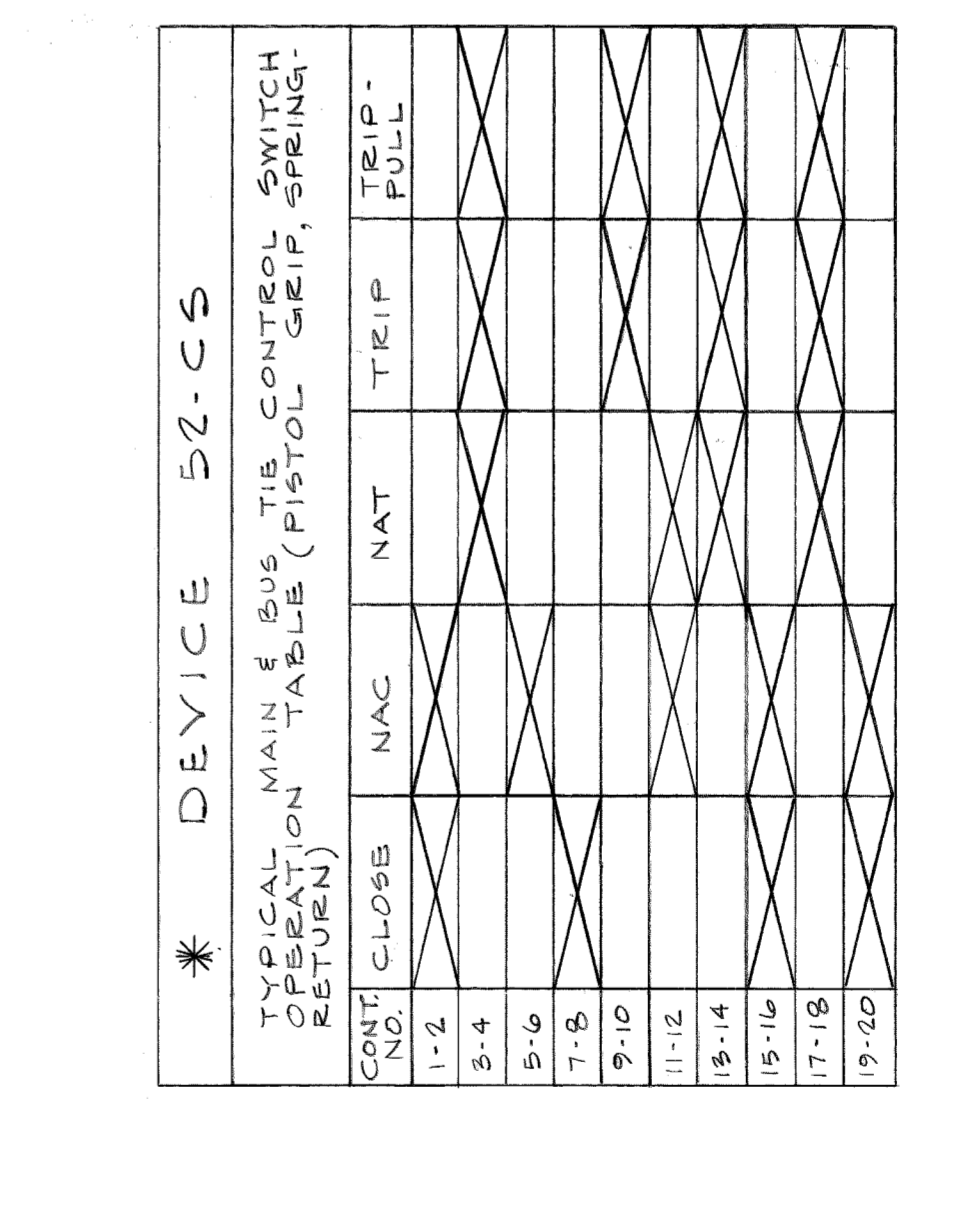 * DEVICE 52-CS
TYPICAL MAIN & BUS TIE CONTROL SWITCH
OPERATION TABLE (PISTOL GRIP, SPRING-
RETURN)
CONT. NO. CLOSE NAC NAT TRIP TRIP-PULL
1-2 X X
3-4 X X X
5-6 X
7-8 X
9-10 X X
11-12 X X
13-14 X X X
15-16 X X
17-18 X X X
19-20 X X